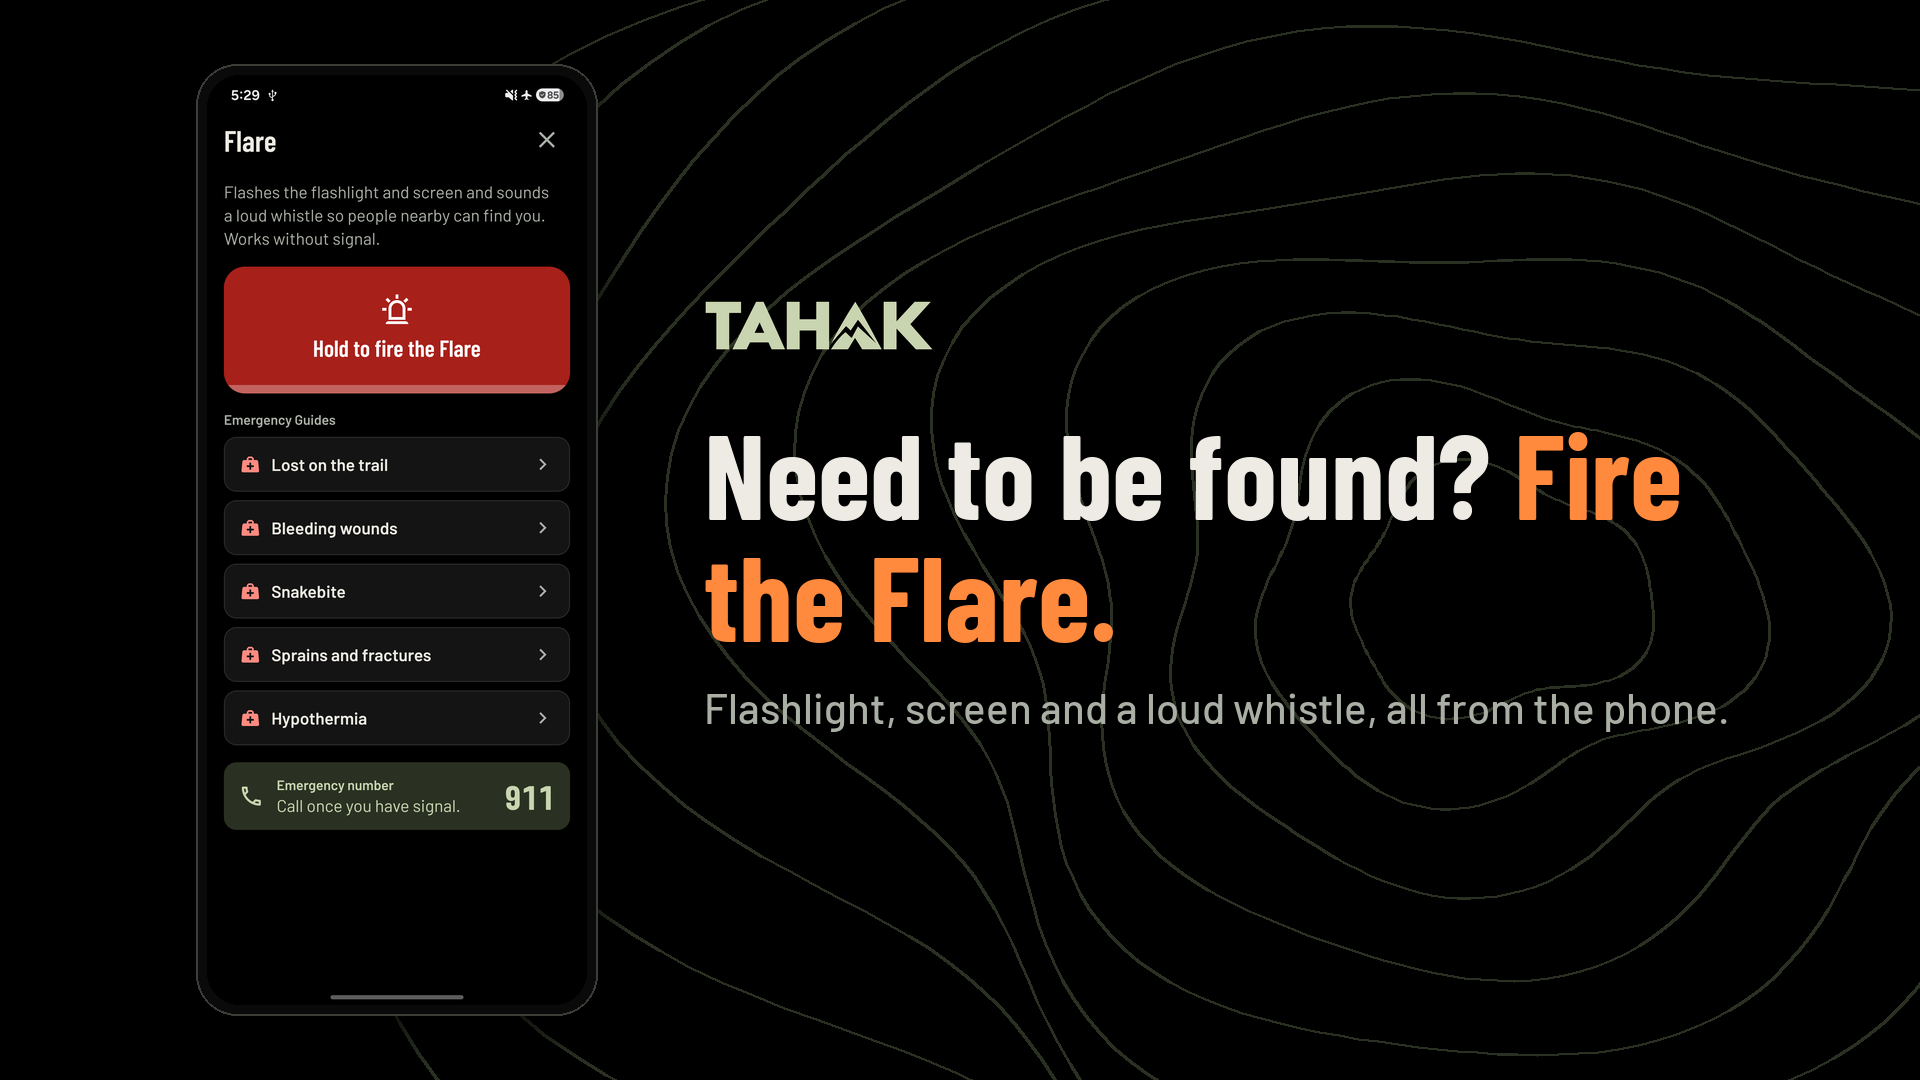 5:29
85
Flare
Flashes the flashlight and screen and sounds
a loud whistle so people nearby can find you.
Works without signal.
Hold to fire the Flare
Emergency Guides
Lost on the trail
Bleeding wounds
Snakebite
Sprains and fractures
Hypothermia
Emergency number
Call once you have signal.
911
TAHAK
Need to be found? Fire
the Flare.
Flashlight, screen and a loud whistle, all from the phone.